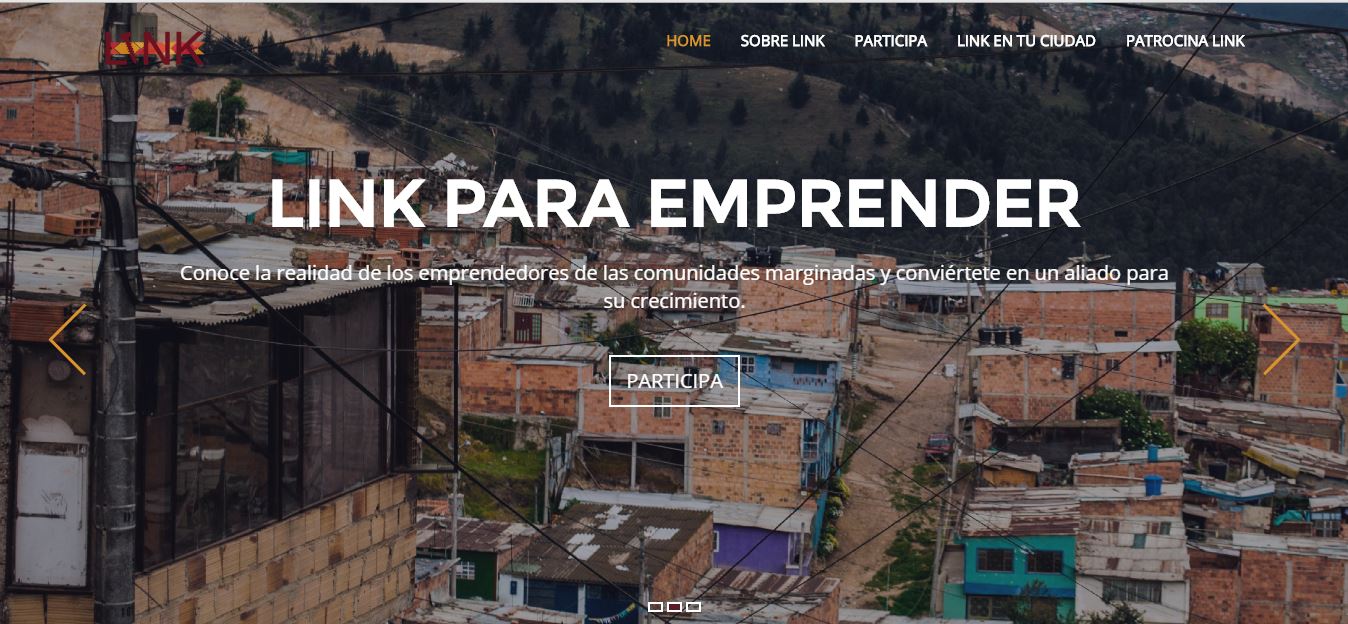 LINK
HOME
SOBRE LINK
PARTICIPA
LINK EN TU CIUDAD
PATROCINA LINK
LINK PARA EMPRENDER
Conoce la realidad de los emprendedores de las comunidades marginadas y conviértete en un aliado para
su crecimiento.
PARTICIPA